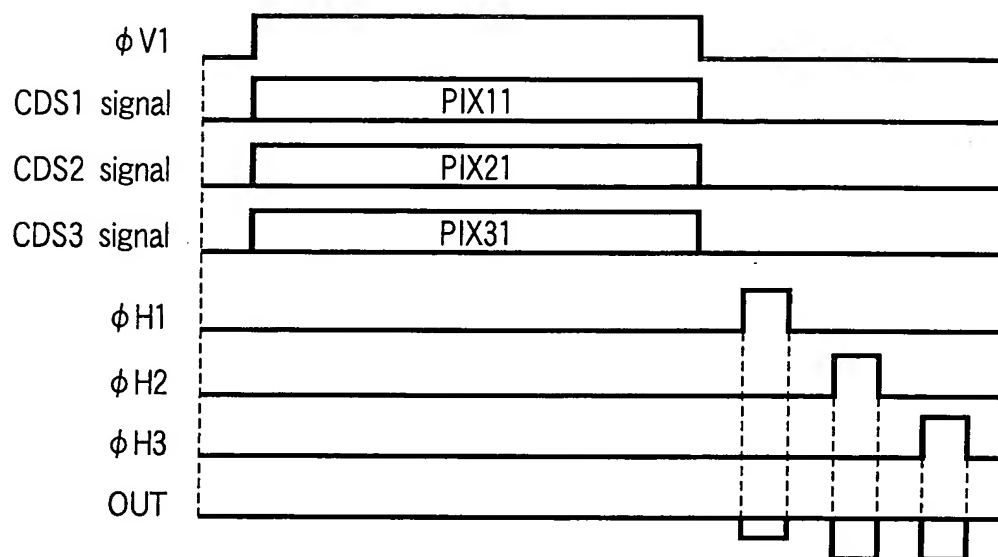 φV1
CDS1 signal PIX11
CDS2 signal PIX21
CDS3 signal PIX31
φH1
φH2
φH3
OUT